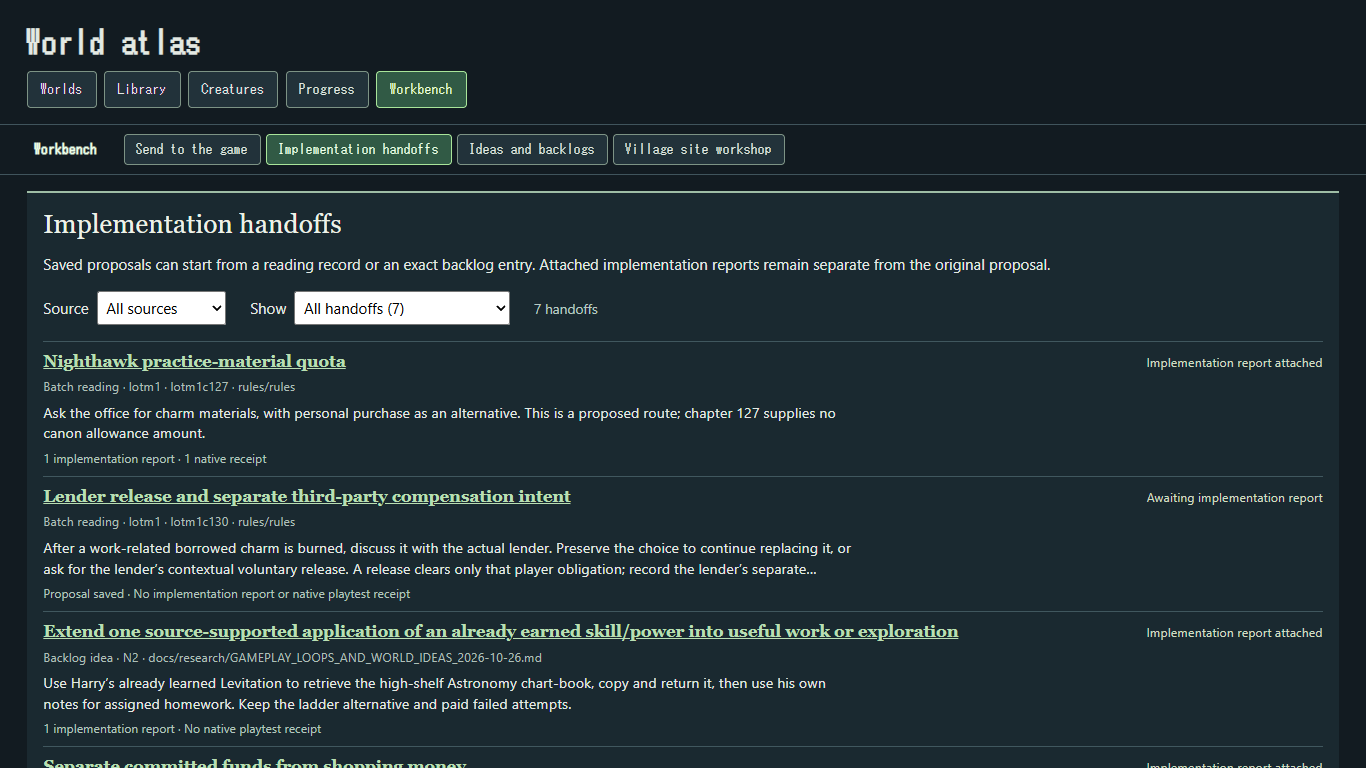 World atlas
Worlds
Library
Creatures
Progress
Workbench
Workbench
Send to the game
Implementation handoffs
Ideas and backlogs
Village site workshop
Implementation handoffs
Saved proposals can start from a reading record or an exact backlog entry. Attached implementation reports remain separate from the original proposal.
Source
All sources
Show
All handoffs (7)
7 handoffs
Nighthawk practice-material quota
Implementation report attached
Batch reading · lotm1 · lotm1c127 · rules/rules
Ask the office for charm materials, with personal purchase as an alternative. This is a proposed route; chapter 127 supplies no
canon allowance amount.
1 implementation report · 1 native receipt
Lender release and separate third-party compensation intent
Awaiting implementation report
Batch reading · lotm1 · lotm1c130 · rules/rules
After a work-related borrowed charm is burned, discuss it with the actual lender. Preserve the choice to continue replacing it, or
ask for the lender’s contextual voluntary release. A release clears only that player obligation; record the lender’s separate…
Proposal saved · No implementation report or native playtest receipt
Extend one source-supported application of an already earned skill/power into useful work or exploration
Implementation report attached
Backlog idea · N2 · docs/research/GAMEPLAY_LOOPS_AND_WORLD_IDEAS_2026-10-26.md
Use Harry’s already learned Levitation to retrieve the high-shelf Astronomy chart-book, copy and return it, then use his own
notes for assigned homework. Keep the ladder alternative and paid failed attempts.
1 implementation report · No native playtest receipt
Separate committed funds from shopping money
Implementation report attached